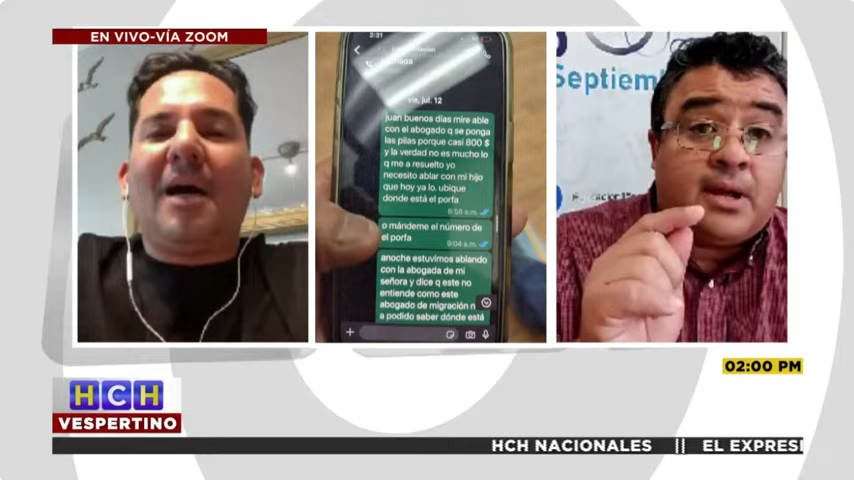 EN VIVO-VÍA ZOOM
2:31
vie, jul. 12
juan buenos días mire able
con el abogado q se ponga
las pilas porque casi 800 $
y la verdad no es mucho lo
q me a resuelto yo
necesito ablar con mi hijo
que hoy ya lo. ubique
donde está el porfa
8:56 a.m.
o mándeme el número de
el porfa
9:04 a.m.
anoche estuvimos ablando
con la abogada de mi
señora y dice q este no
entiende como este
abogado de migración n
a podido saber dónde está
Septiem
02:00 PM
HCH
VESPERTINO
HCH NACIONALES || EL EXPRES